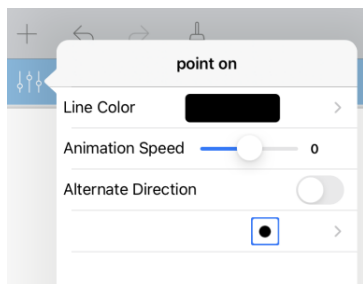 point on
Line Color
Animation Speed 0
Alternate Direction